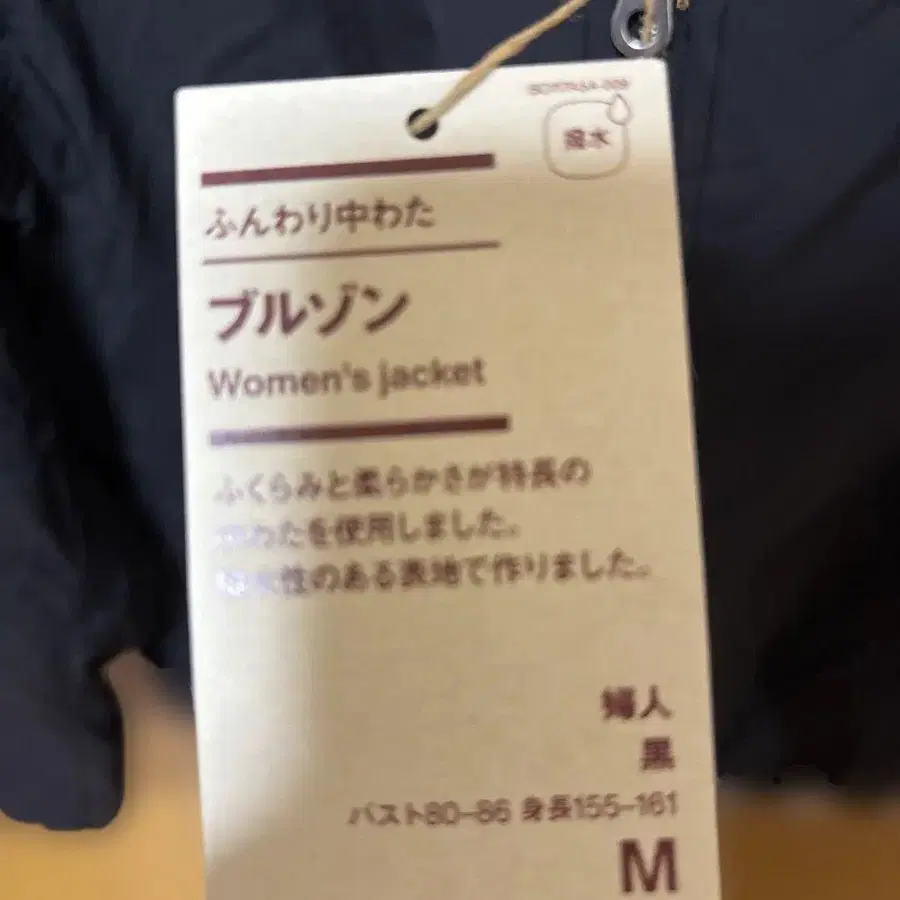 撥水
ふんわり中わた
ブルゾン
Women's jacket
ふくらみと柔らかさが特長の
中わたを使用しました。
撥水性のある表地で作りました。
婦人
黒
バスト80–86 身長155–161
M